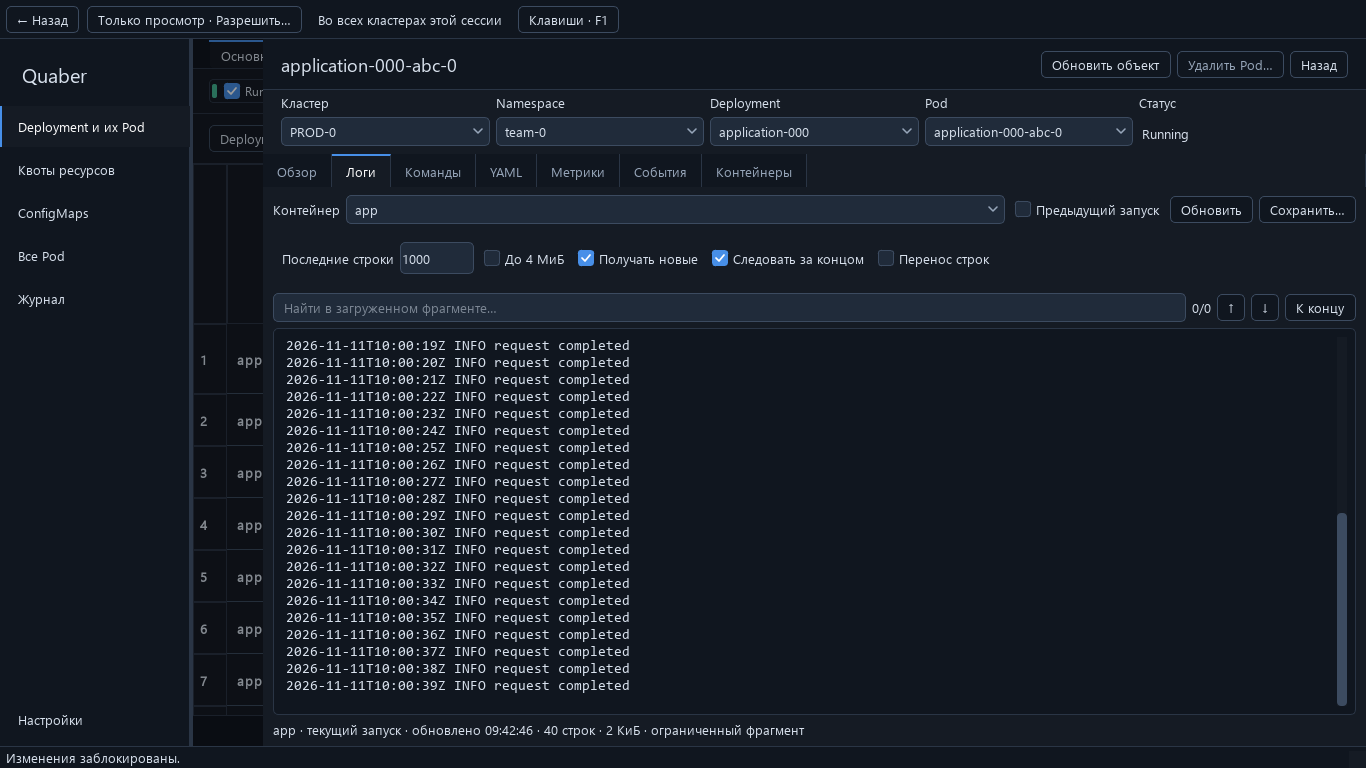 ← Назад
Только просмотр · Разрешить...
Во всех кластерах этой сессии
Клавиши · F1
Quaber
Deployment и их Pod
Квоты ресурсов
ConfigMaps
Все Pod
Журнал
Настройки
1 app
2 app
3 app
4 app
5 app
6 app
7 app
application-000-abc-0
Обновить объект
Удалить Pod...
Назад
Кластер
Namespace
Deployment
Pod
Статус
PROD-0
team-0
application-000
application-000-abc-0
Running
Обзор
Логи
Команды
YAML
Метрики
События
Контейнеры
Контейнер
app
Предыдущий запуск
Обновить
Сохранить...
Последние строки 1000
До 4 МиБ
Получать новые
Следовать за концом
Перенос строк
Найти в загруженном фрагменте...
0/0
↑
↓
К концу
2026-11-11T10:00:19Z INFO request completed
2026-11-11T10:00:20Z INFO request completed
2026-11-11T10:00:21Z INFO request completed
2026-11-11T10:00:22Z INFO request completed
2026-11-11T10:00:23Z INFO request completed
2026-11-11T10:00:24Z INFO request completed
2026-11-11T10:00:25Z INFO request completed
2026-11-11T10:00:26Z INFO request completed
2026-11-11T10:00:27Z INFO request completed
2026-11-11T10:00:28Z INFO request completed
2026-11-11T10:00:29Z INFO request completed
2026-11-11T10:00:30Z INFO request completed
2026-11-11T10:00:31Z INFO request completed
2026-11-11T10:00:32Z INFO request completed
2026-11-11T10:00:33Z INFO request completed
2026-11-11T10:00:34Z INFO request completed
2026-11-11T10:00:35Z INFO request completed
2026-11-11T10:00:36Z INFO request completed
2026-11-11T10:00:37Z INFO request completed
2026-11-11T10:00:38Z INFO request completed
2026-11-11T10:00:39Z INFO request completed
app · текущий запуск · обновлено 09:42:46 · 40 строк · 2 КиБ · ограниченный фрагмент
Изменения заблокированы.